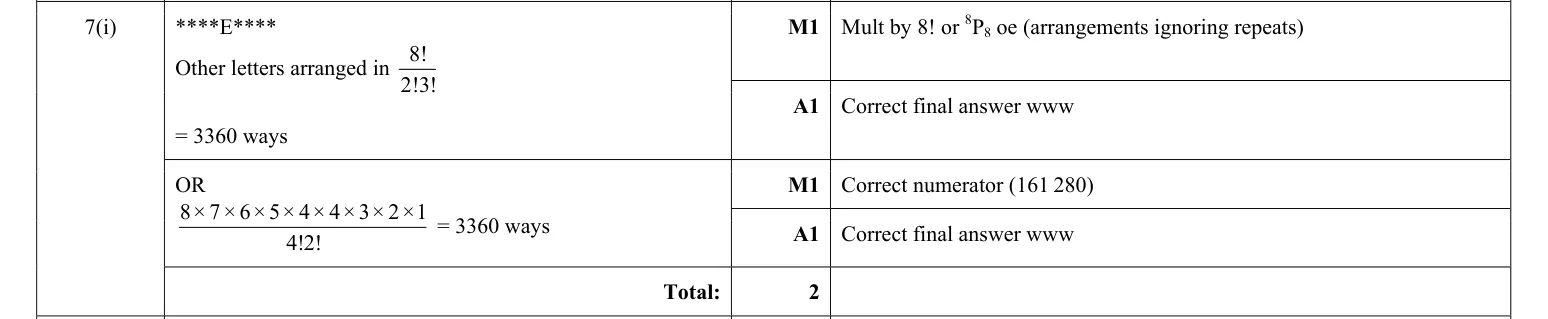 7(i) ****E**** M1 Mult by 8! or ⁸P₈ oe (arrangements ignoring repeats)
Other letters arranged in 8!/2!3!
A1 Correct final answer www
= 3360 ways
OR M1 Correct numerator (161 280)
8×7×6×5×4×4×3×2×1/4!2! = 3360 ways
A1 Correct final answer www
Total: 2